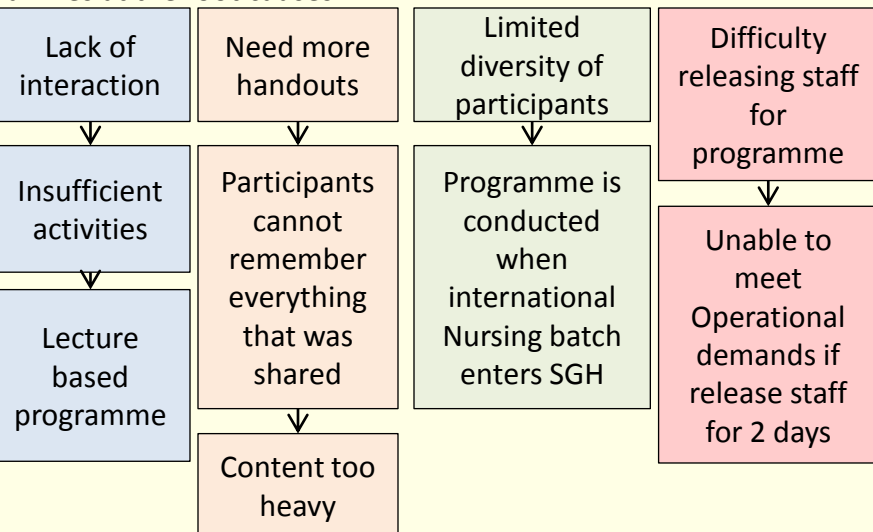 Lack of
interaction
Insufficient
activities
Lecture
based
programme
Need more
handouts
Participants
cannot
remember
everything
that was
shared
Content too
heavy
Limited
diversity of
participants
Programme is
conducted
when
international
Nursing batch
enters SGH
Difficulty
releasing staff
for
programme
Unable to
meet
Operational
demands if
release staff
for 2 days